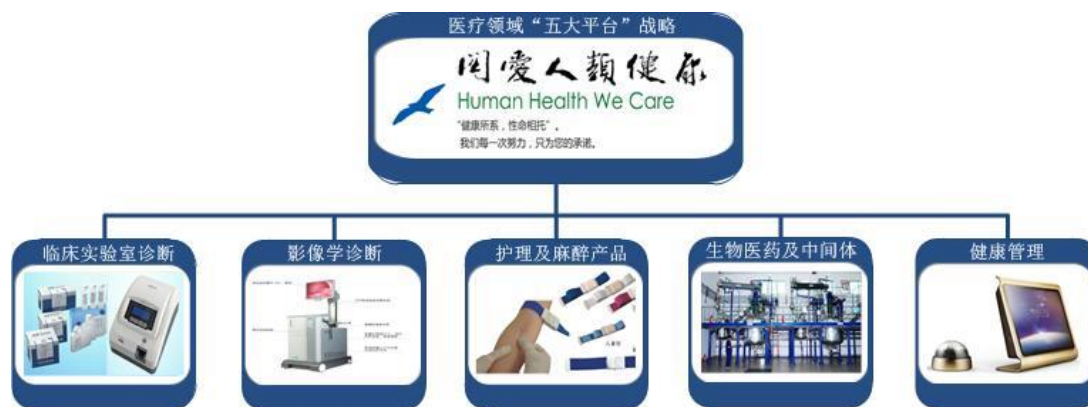 医疗领域“五大平台”战略
関愛人類健康
Human Health We Care
“健康所系，性命相托”。
我们每一次努力，只为您的承诺。
临床实验室诊断
影像学诊断
护理及麻醉产品
生物医药及中间体
健康管理